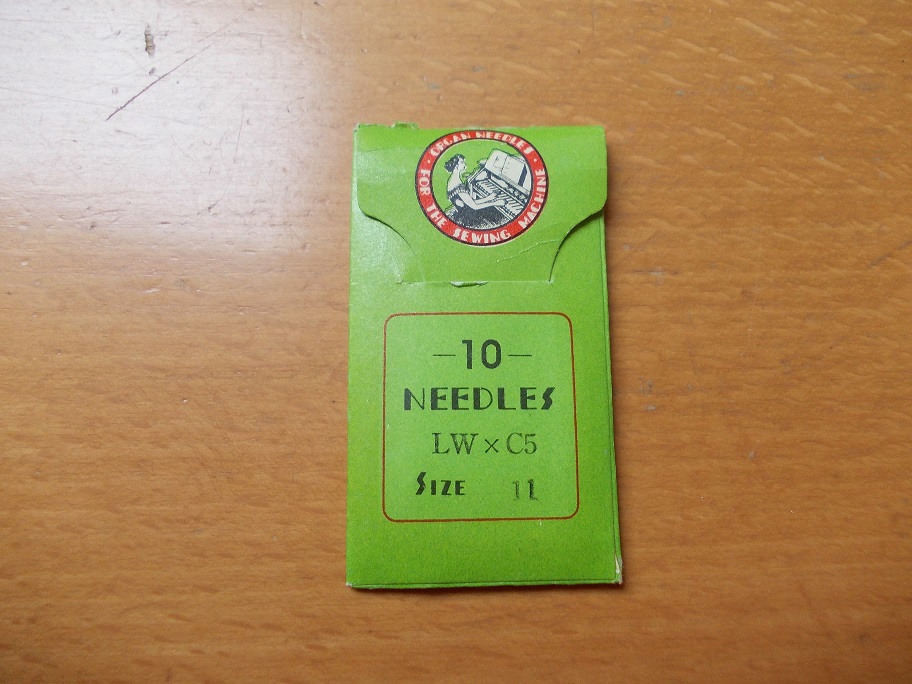 ORGAN NEEDLES
FOR THE SEWING MACHINE
—10—
NEEDLES
LW×C5
SIZE 11